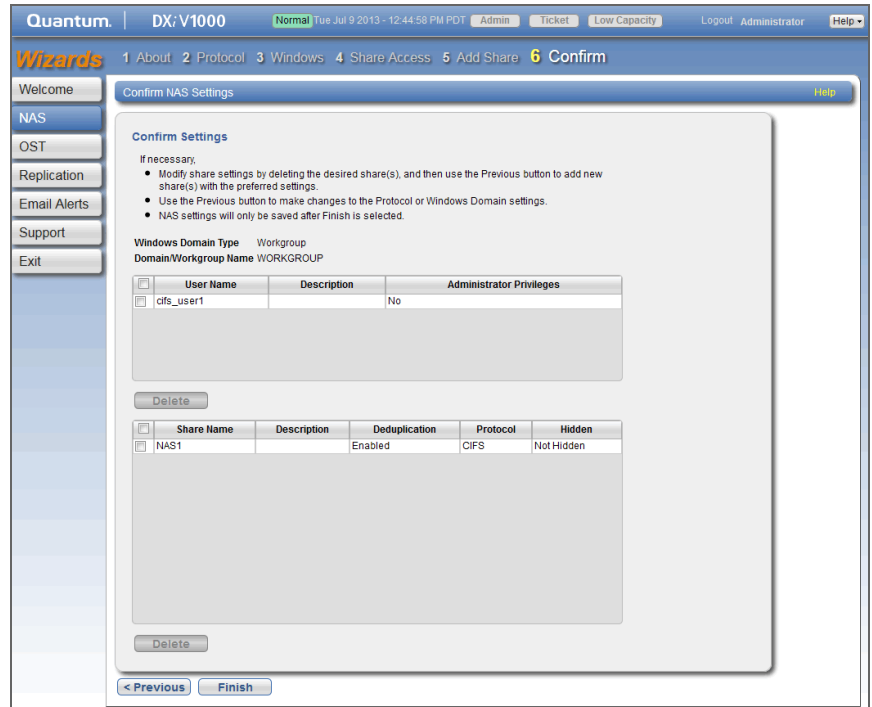 Quantum. DXi V1000 Normal Tue Jul 9 2013 - 12:44:58 PM PDT Admin Ticket Low Capacity Logout Administrator Help
Wizards 1 About 2 Protocol 3 Windows 4 Share Access 5 Add Share 6 Confirm
Welcome
NAS
OST
Replication
Email Alerts
Support
Exit
Confirm NAS Settings Help
Confirm Settings
If necessary,
• Modify share settings by deleting the desired share(s), and then use the Previous button to add new
share(s) with the preferred settings.
• Use the Previous button to make changes to the Protocol or Windows Domain settings.
• NAS settings will only be saved after Finish is selected.
Windows Domain Type Workgroup
Domain/Workgroup Name WORKGROUP
User Name Description Administrator Privileges
cifs_user1 No
Delete
Share Name Description Deduplication Protocol Hidden
NAS1 Enabled CIFS Not Hidden
Delete
< Previous Finish